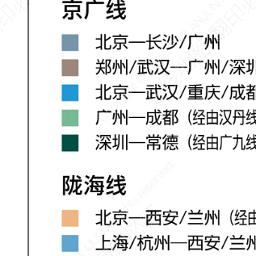 京广线
北京—长沙/广州
郑州/武汉—广州/深圳
北京—武汉/重庆/成都
广州—成都（经由汉丹线
深圳—常德（经由广九线
陇海线
北京—西安/兰州（经
上海/杭州—西安/兰州